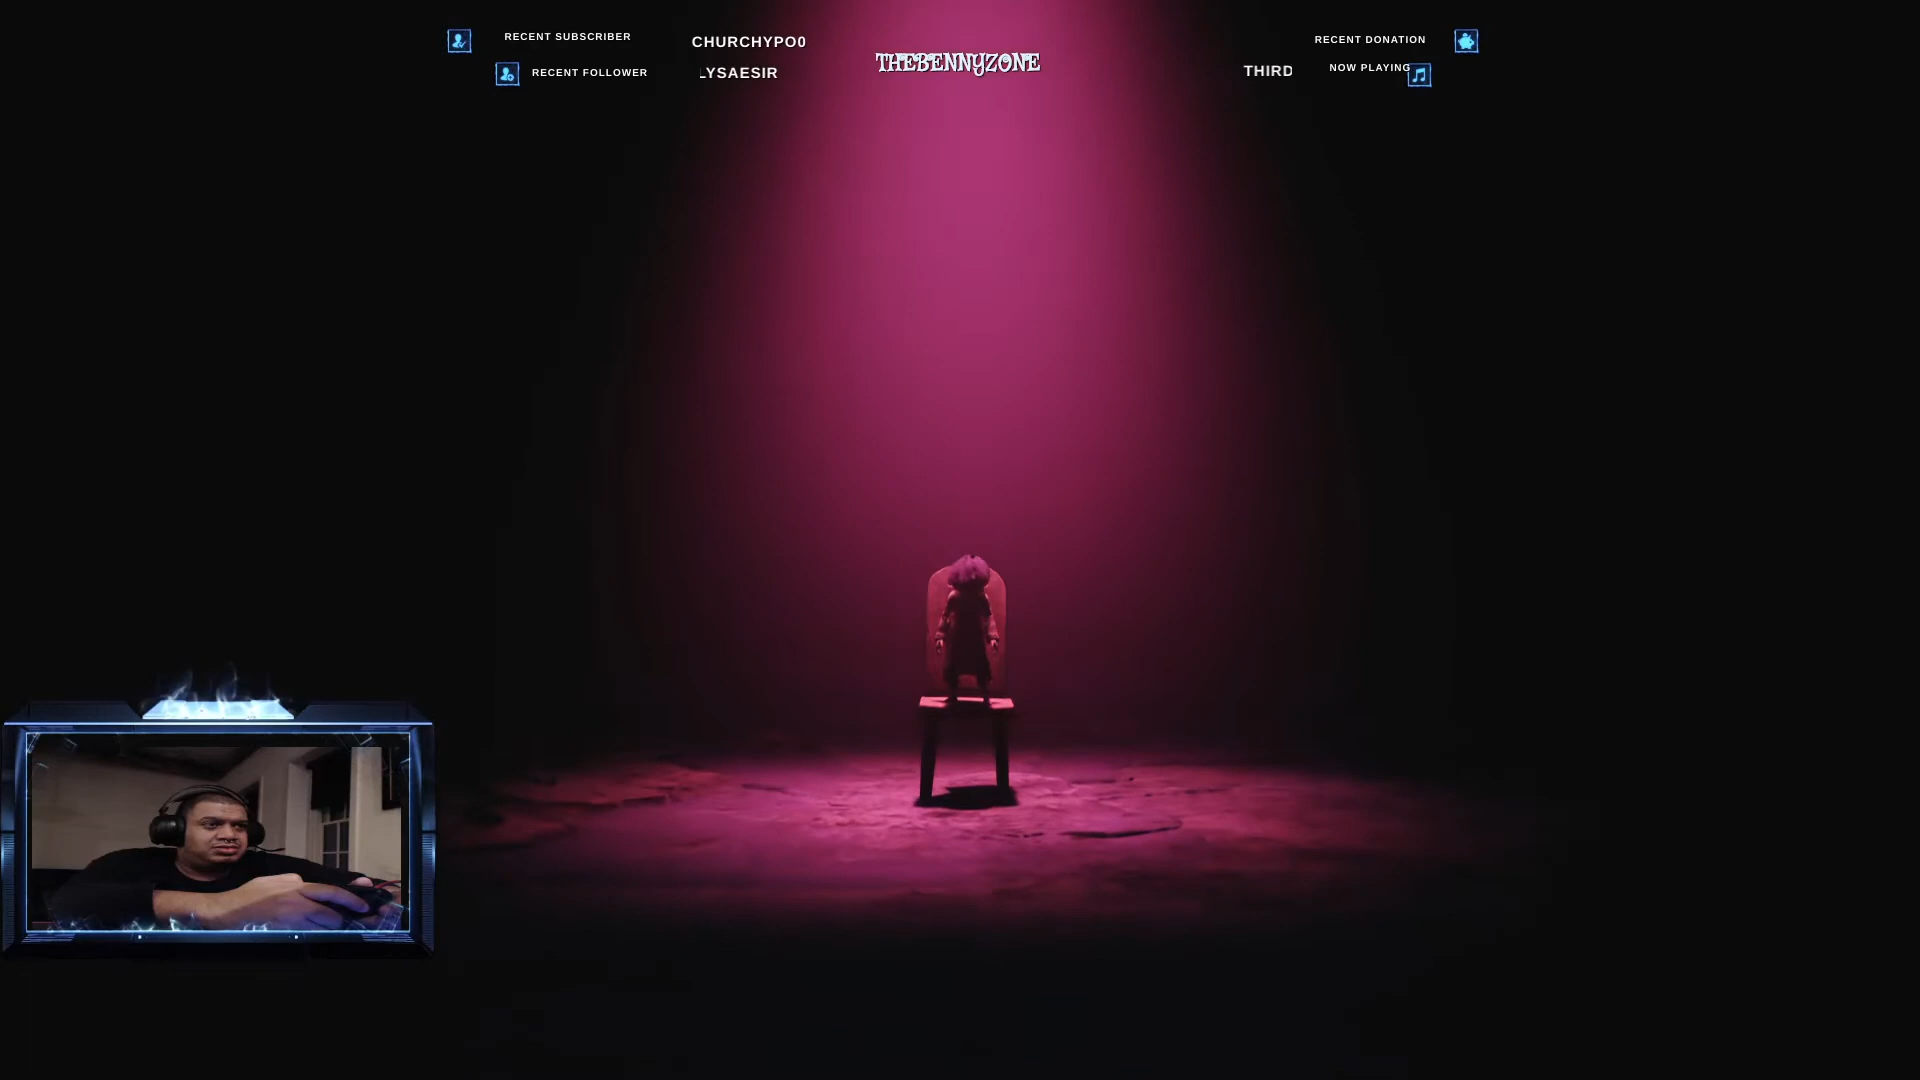 RECENT SUBSCRIBER
CHURCHYPO0
RECENT FOLLOWER
LYSAESIR
THEBENNYZONE
RECENT DONATION
THIRD
NOW PLAYING